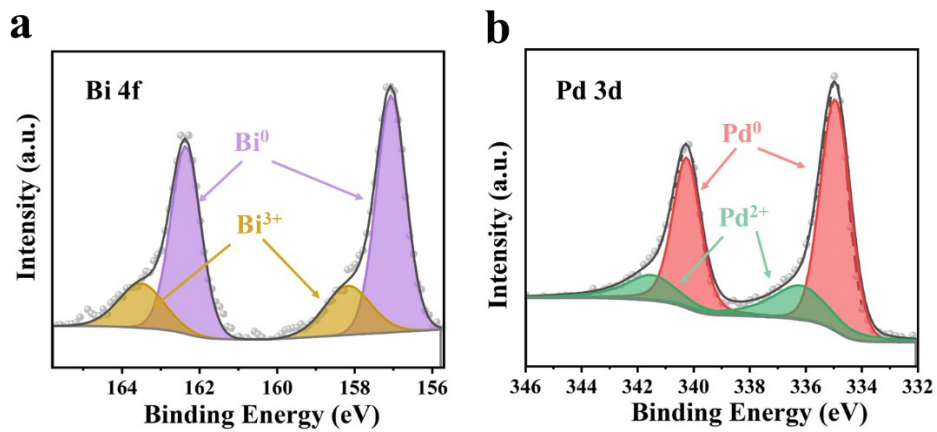 a
Bi 4f
Bi⁰
Bi³⁺
Intensity (a.u.)
164 162 160 157 156
Binding Energy (eV)
b
Pd 3d
Pd⁰
Pd²⁺
Intensity (a.u.)
346 344 342 340 338 336 334 332
Binding Energy (eV)